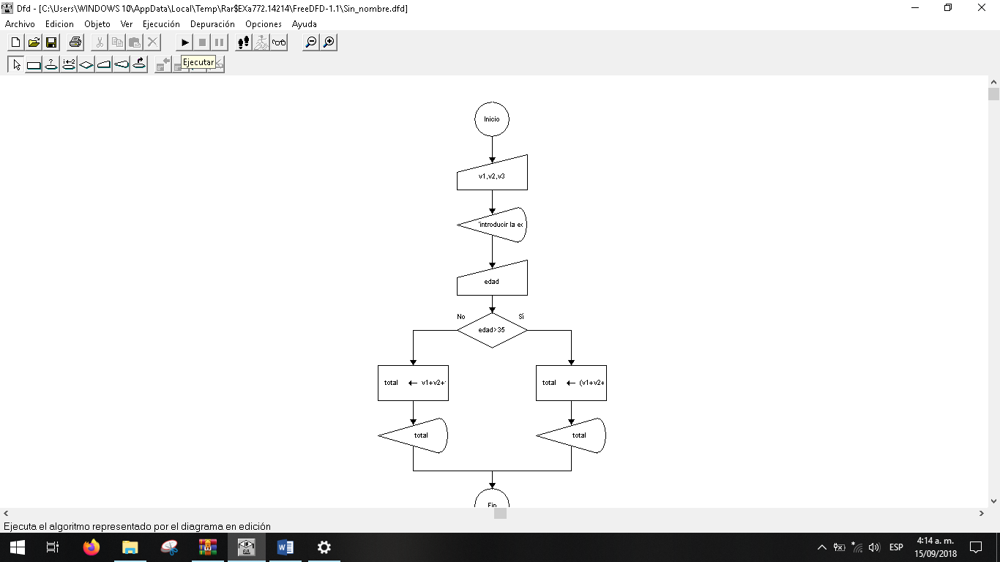 Dfd - [C:\Users\WINDOWS 10\AppData\Local\Temp\Rar$EXa772.14214\FreeDFD-1.1\Sin_nombre.dfd]
Archivo Edicion Objeto Ver Ejecución Depuración Opciones Ayuda
Ejecutar
Inicio
v1,v2,v3
'introducir la
edad
No Sí
edad>35
total ← v1+v2+
total ← (v1+v2+
total
total
Fin
Ejecuta el algoritmo representado por el diagrama en edición
ESP
4:14 a. m.
15/09/2018